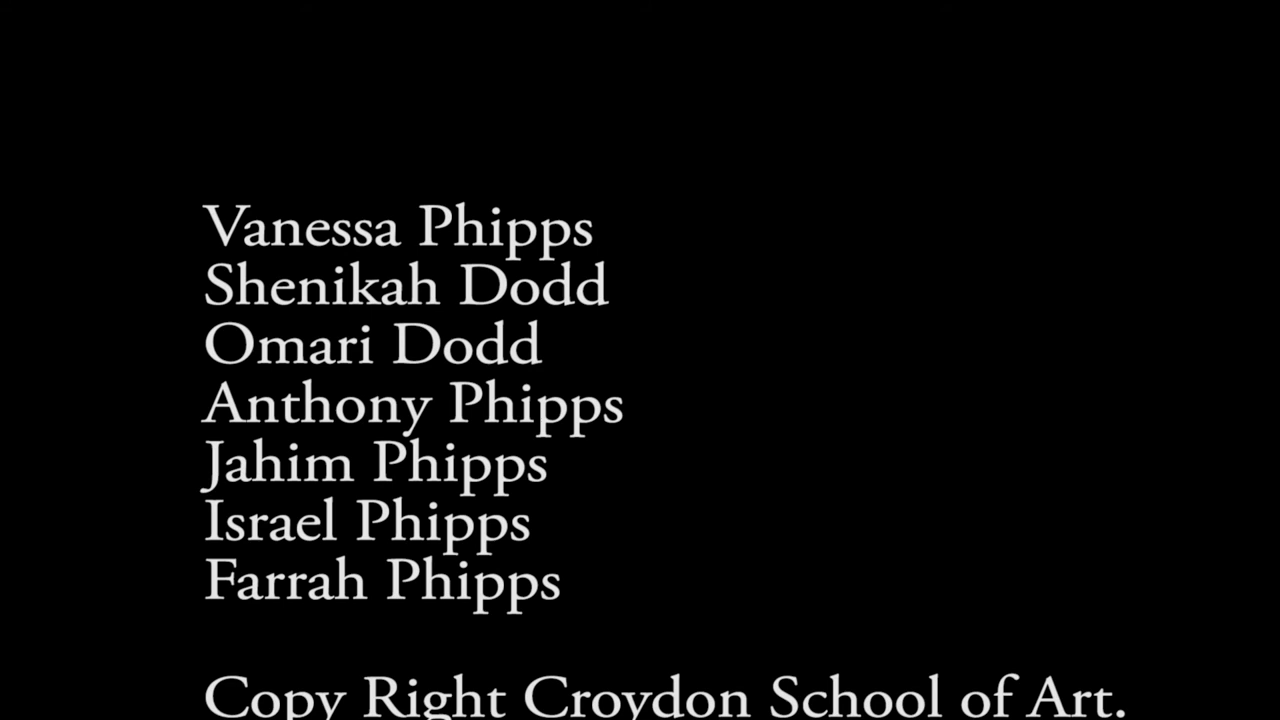 Vanessa Phipps
Shenikah Dodd
Omari Dodd
Anthony Phipps
Jahim Phipps
Israel Phipps
Farrah Phipps
Copy Right Croydon School of Art.